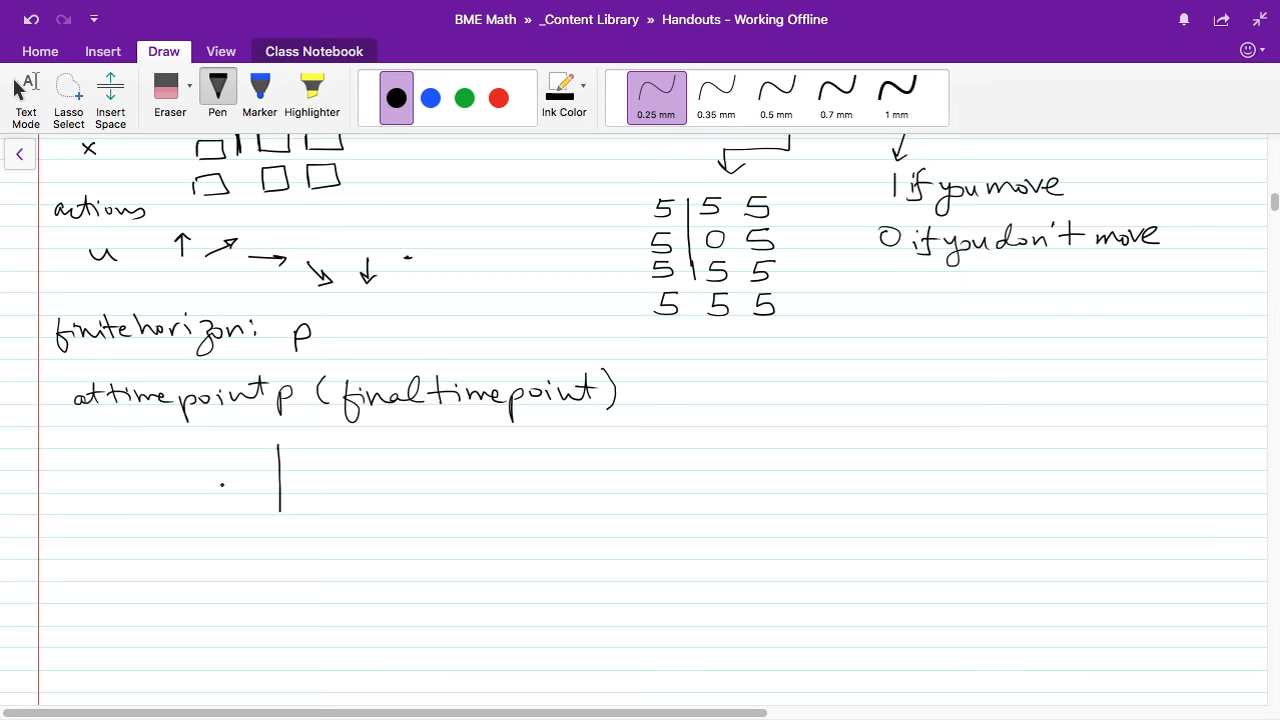 BME Math » _Content Library » Handouts - Working Offline
Home Insert Draw View Class Notebook
Text Mode Lasso Select Insert Space Eraser Pen Marker Highlighter Ink Color 0.25 mm 0.35 mm 0.5 mm 0.7 mm 1 mm
x
actions
u ↑ ↗ → ↘ ↓ ·
finite horizon: p
at time point p (final time point)
5 | 5 5
5 | 0 5
5 | 5 5
5 5 5
1 if you move
0 if you don't move